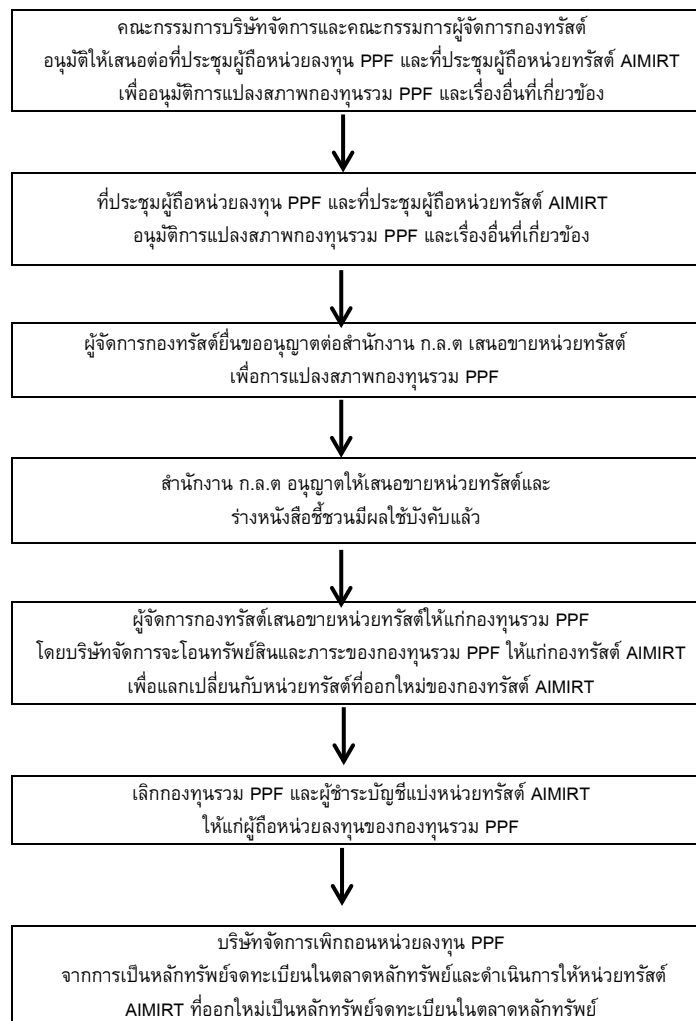 คณะกรรมการบริษัทจัดการและคณะกรรมการผู้จัดการกองทรัสต์
อนุมัติให้เสนอต่อที่ประชุมผู้ถือหน่วยลงทุน PPF และที่ประชุมผู้ถือหน่วยทรัสต์ AIMIRT
เพื่ออนุมัติการแปลงสภาพกองทุนรวม PPF และเรื่องอื่นที่เกี่ยวข้อง
ที่ประชุมผู้ถือหน่วยลงทุน PPF และที่ประชุมผู้ถือหน่วยทรัสต์ AIMIRT
อนุมัติการแปลงสภาพกองทุนรวม PPF และเรื่องอื่นที่เกี่ยวข้อง
ผู้จัดการกองทรัสต์ยื่นขออนุญาตต่อสำนักงาน ก.ล.ต เสนอขายหน่วยทรัสต์
เพื่อการแปลงสภาพกองทุนรวม PPF
สำนักงาน ก.ล.ต อนุญาตให้เสนอขายหน่วยทรัสต์และ
ร่างหนังสือชี้ชวนมีผลใช้บังคับแล้ว
ผู้จัดการกองทรัสต์เสนอขายหน่วยทรัสต์ให้แก่กองทุนรวม PPF
โดยบริษัทจัดการจะโอนทรัพย์สินและภาระของกองทุนรวม PPF ให้แก่กองทรัสต์ AIMIRT
เพื่อแลกเปลี่ยนกับหน่วยทรัสต์ที่ออกใหม่ของกองทรัสต์ AIMIRT
เลิกกองทุนรวม PPF และผู้ชำระบัญชีแบ่งหน่วยทรัสต์ AIMIRT
ให้แก่ผู้ถือหน่วยลงทุนของกองทุนรวม PPF
บริษัทจัดการเพิกถอนหน่วยลงทุน PPF
จากการเป็นหลักทรัพย์จดทะเบียนในตลาดหลักทรัพย์และดำเนินการให้หน่วยทรัสต์
AIMIRT ที่ออกใหม่เป็นหลักทรัพย์จดทะเบียนในตลาดหลักทรัพย์